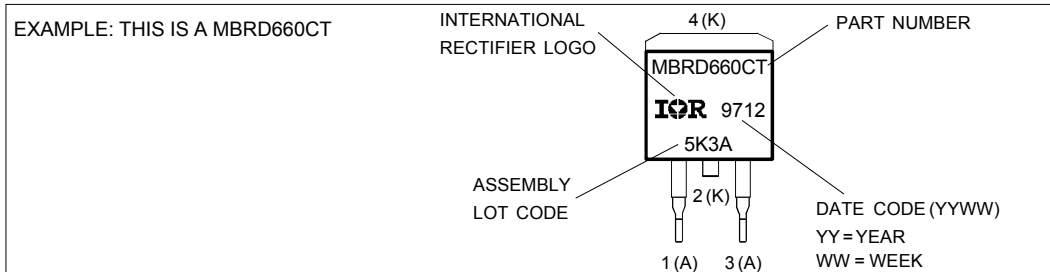 EXAMPLE: THIS IS A MBRD660CT
INTERNATIONAL
RECTIFIER LOGO
4 (K)
PART NUMBER
MBRD660CT
IOR 9712
5K3A
ASSEMBLY
LOT CODE
2 (K)
DATE CODE (YYWW)
YY = YEAR
WW = WEEK
1 (A) 3 (A)